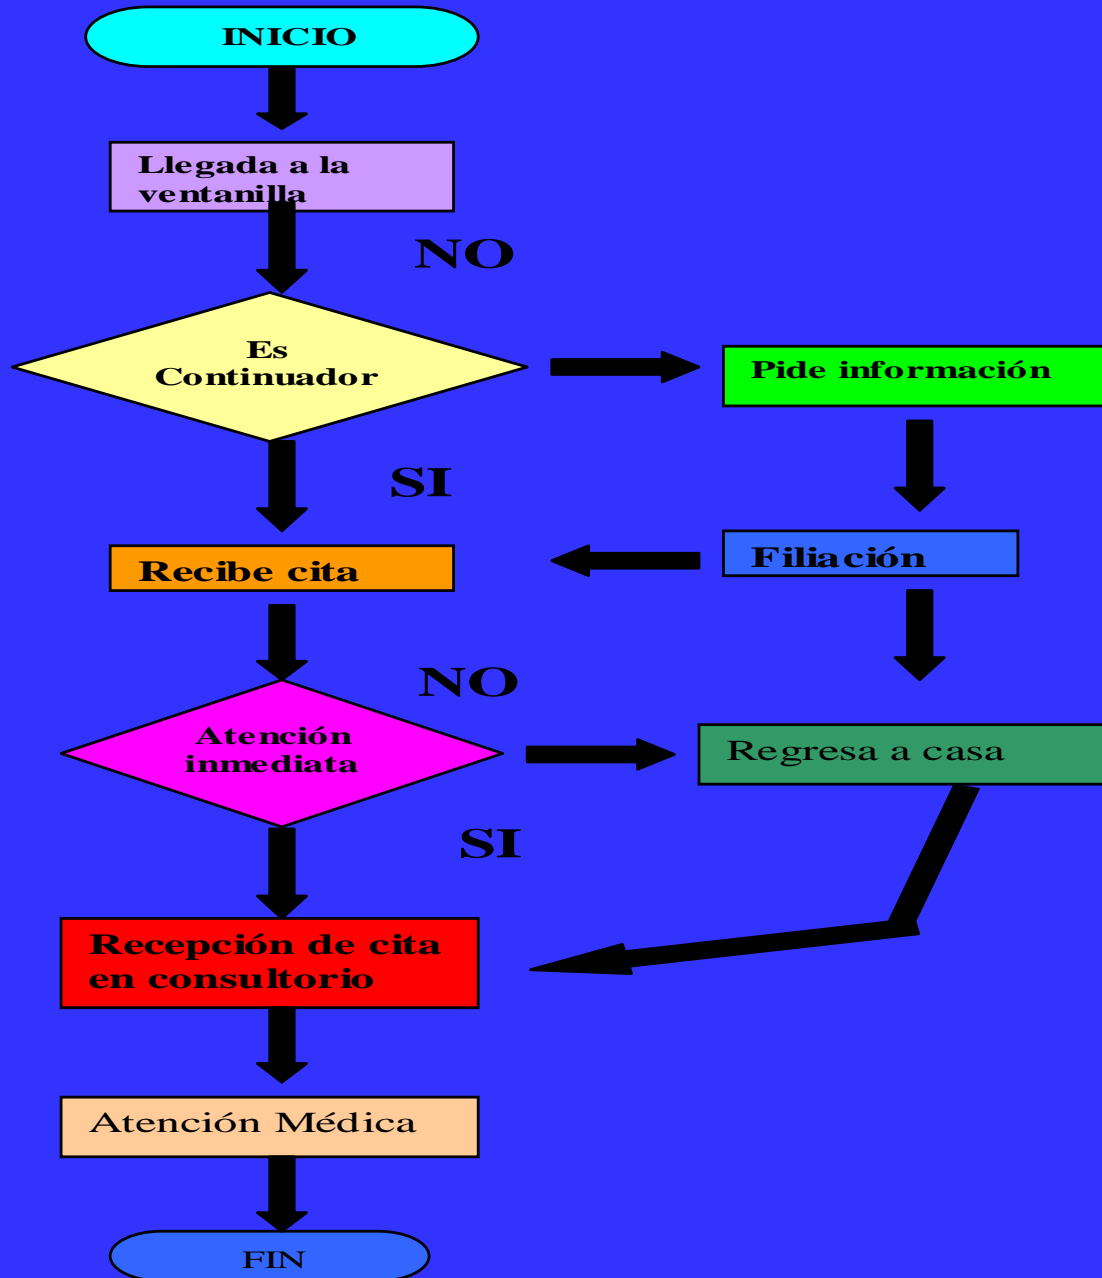 INICIO
Llegada a la
ventanilla
NO
Es
Continuador
Pide información
SI
Recibe cita
Filiación
NO
Atención
inmediata
Regresa a casa
SI
Recepción de cita
en consultorio
Atención Médica
FIN